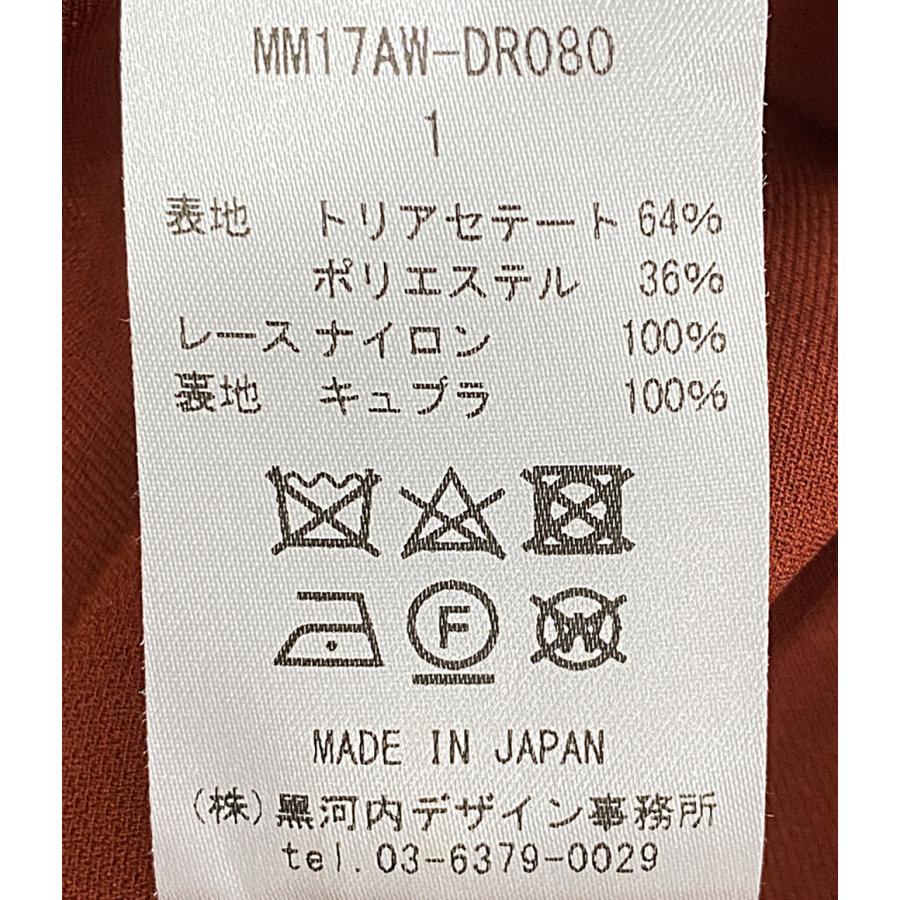 MM17AW-DR080
1
表地 トリアセテート 64%
ポリエステル 36%
レース ナイロン 100%
裏地 キュプラ 100%
F
W
MADE IN JAPAN
(株)黒河内デザイン事務所
tel.03-6379-0029